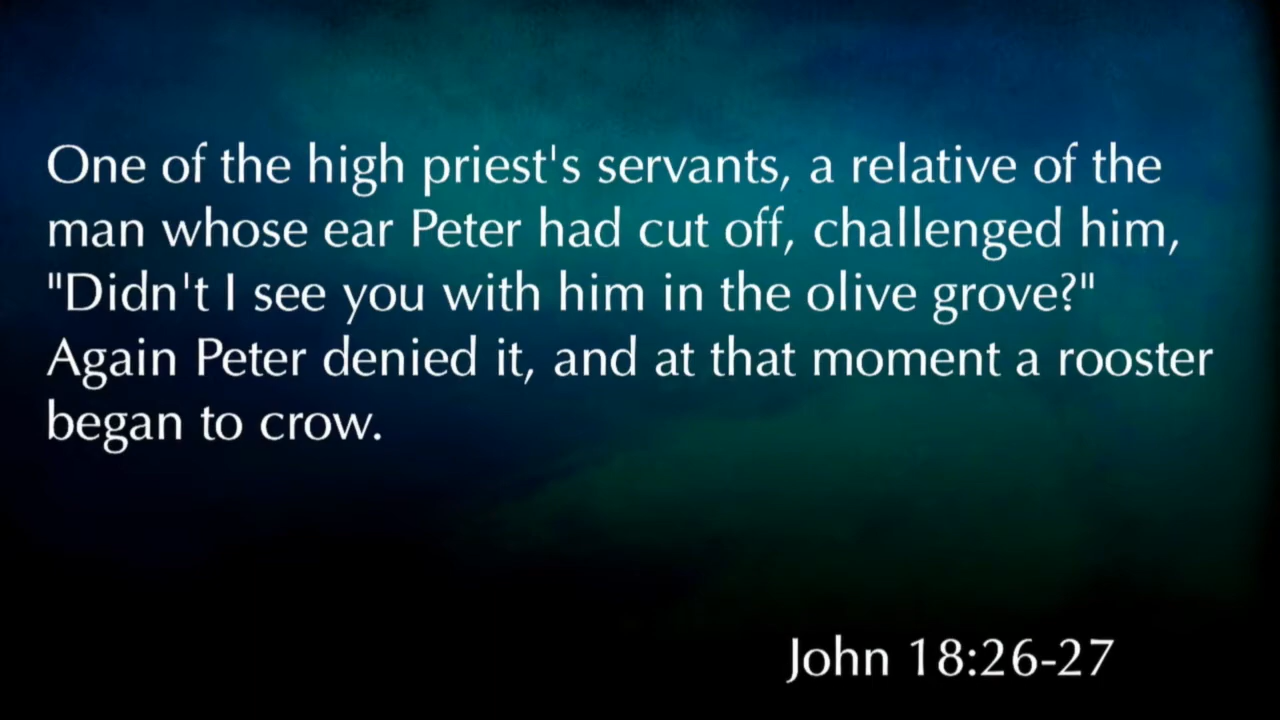 One of the high priest's servants, a relative of the
man whose ear Peter had cut off, challenged him,
"Didn't I see you with him in the olive grove?"
Again Peter denied it, and at that moment a rooster
began to crow.
John 18:26-27